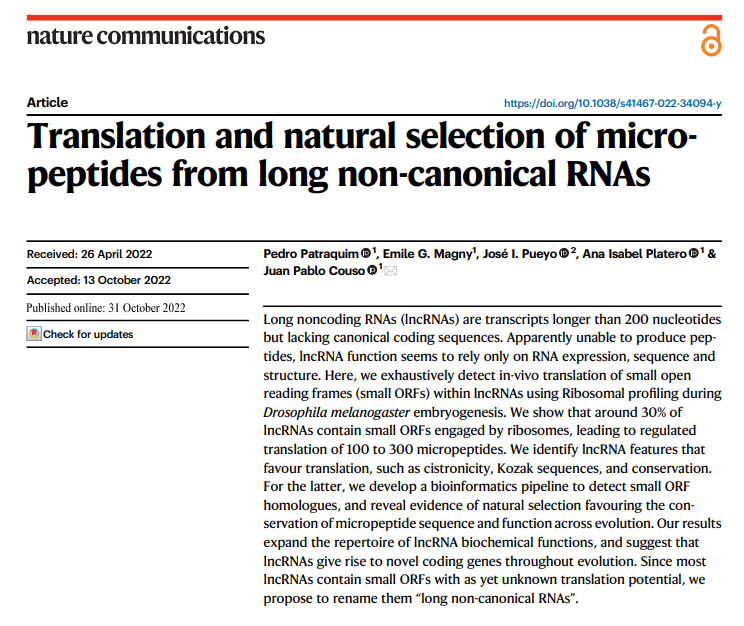 nature communications
Article
https://doi.org/10.1038/s41467-022-34094-y
Translation and natural selection of micro-
peptides from long non-canonical RNAs
Received: 26 April 2022
Accepted: 13 October 2022
Published online: 31 October 2022
Check for updates
Pedro Patraquim 1, Emile G. Magny1, José I. Pueyo 2, Ana Isabel Platero 1 &
Juan Pablo Couso 1
Long noncoding RNAs (lncRNAs) are transcripts longer than 200 nucleotides
but lacking canonical coding sequences. Apparently unable to produce pep-
tides, lncRNA function seems to rely only on RNA expression, sequence and
structure. Here, we exhaustively detect in-vivo translation of small open
reading frames (small ORFs) within lncRNAs using Ribosomal profiling during
Drosophila melanogaster embryogenesis. We show that around 30% of
lncRNAs contain small ORFs engaged by ribosomes, leading to regulated
translation of 100 to 300 micropeptides. We identify lncRNA features that
favour translation, such as cistronicity, Kozak sequences, and conservation.
For the latter, we develop a bioinformatics pipeline to detect small ORF
homologues, and reveal evidence of natural selection favouring the con-
servation of micropeptide sequence and function across evolution. Our results
expand the repertoire of lncRNA biochemical functions, and suggest that
lncRNAs give rise to novel coding genes throughout evolution. Since most
lncRNAs contain small ORFs with as yet unknown translation potential, we
propose to rename them “long non-canonical RNAs”.